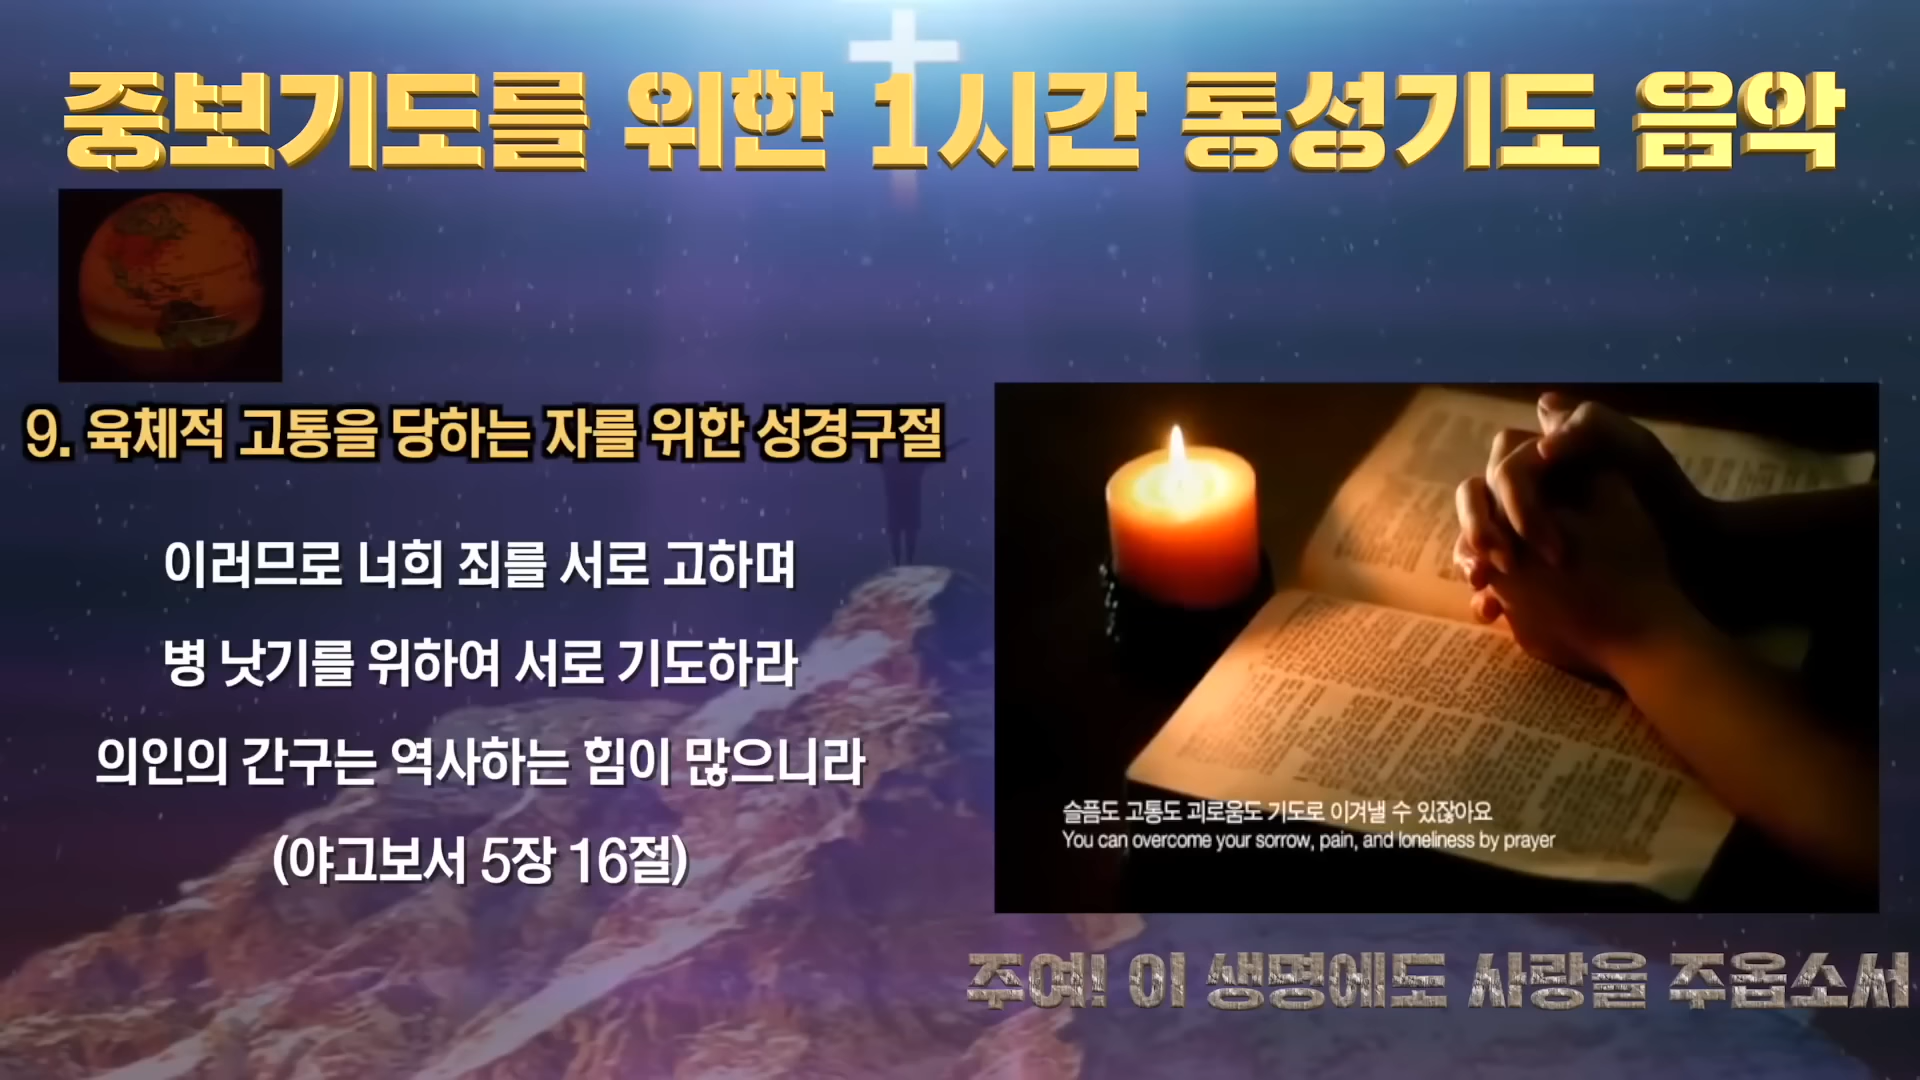 중보기도를 위한 1시간 통성기도 음악
9. 육체적 고통을 당하는 자를 위한 성경구절
이러므로 너희 죄를 서로 고하며
병 낫기를 위하여 서로 기도하라
의인의 간구는 역사하는 힘이 많으니라
(야고보서 5장 16절)
슬픔도 고통도 괴로움도 기도로 이겨낼 수 있잖아요
You can overcome your sorrow, pain, and loneliness by prayer
주여! 이 생명에도 사랑을 주옵소서